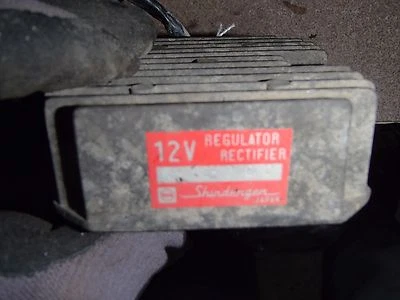 12V REGULATOR
RECTIFIER
Shindengen
JAPAN